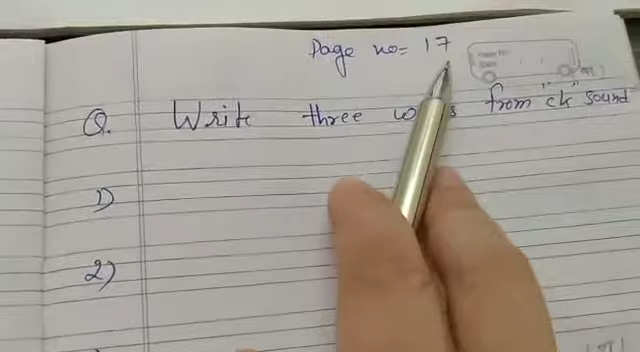 Page no= 17
Q. Write three from "ck" sound
1)
2)